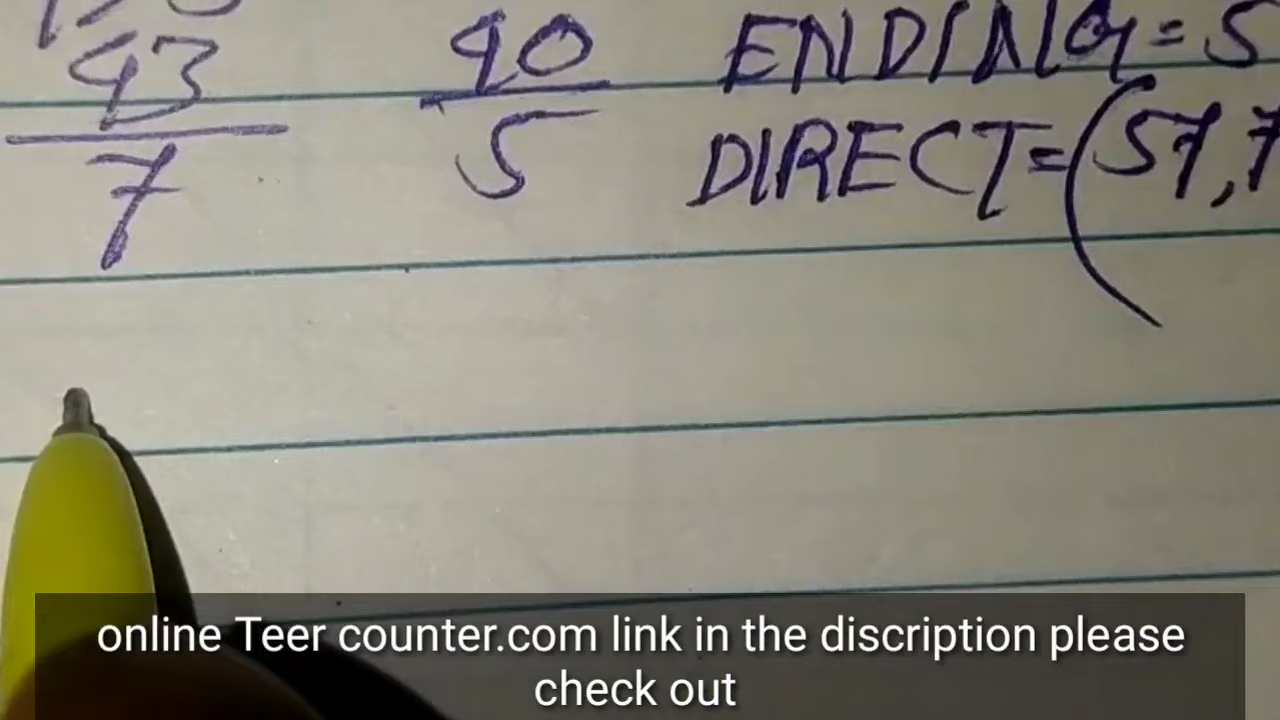 93
7
90
5
ENDING = 5
DIRECT = (57, 7
online Teer counter.com link in the discription please
check out